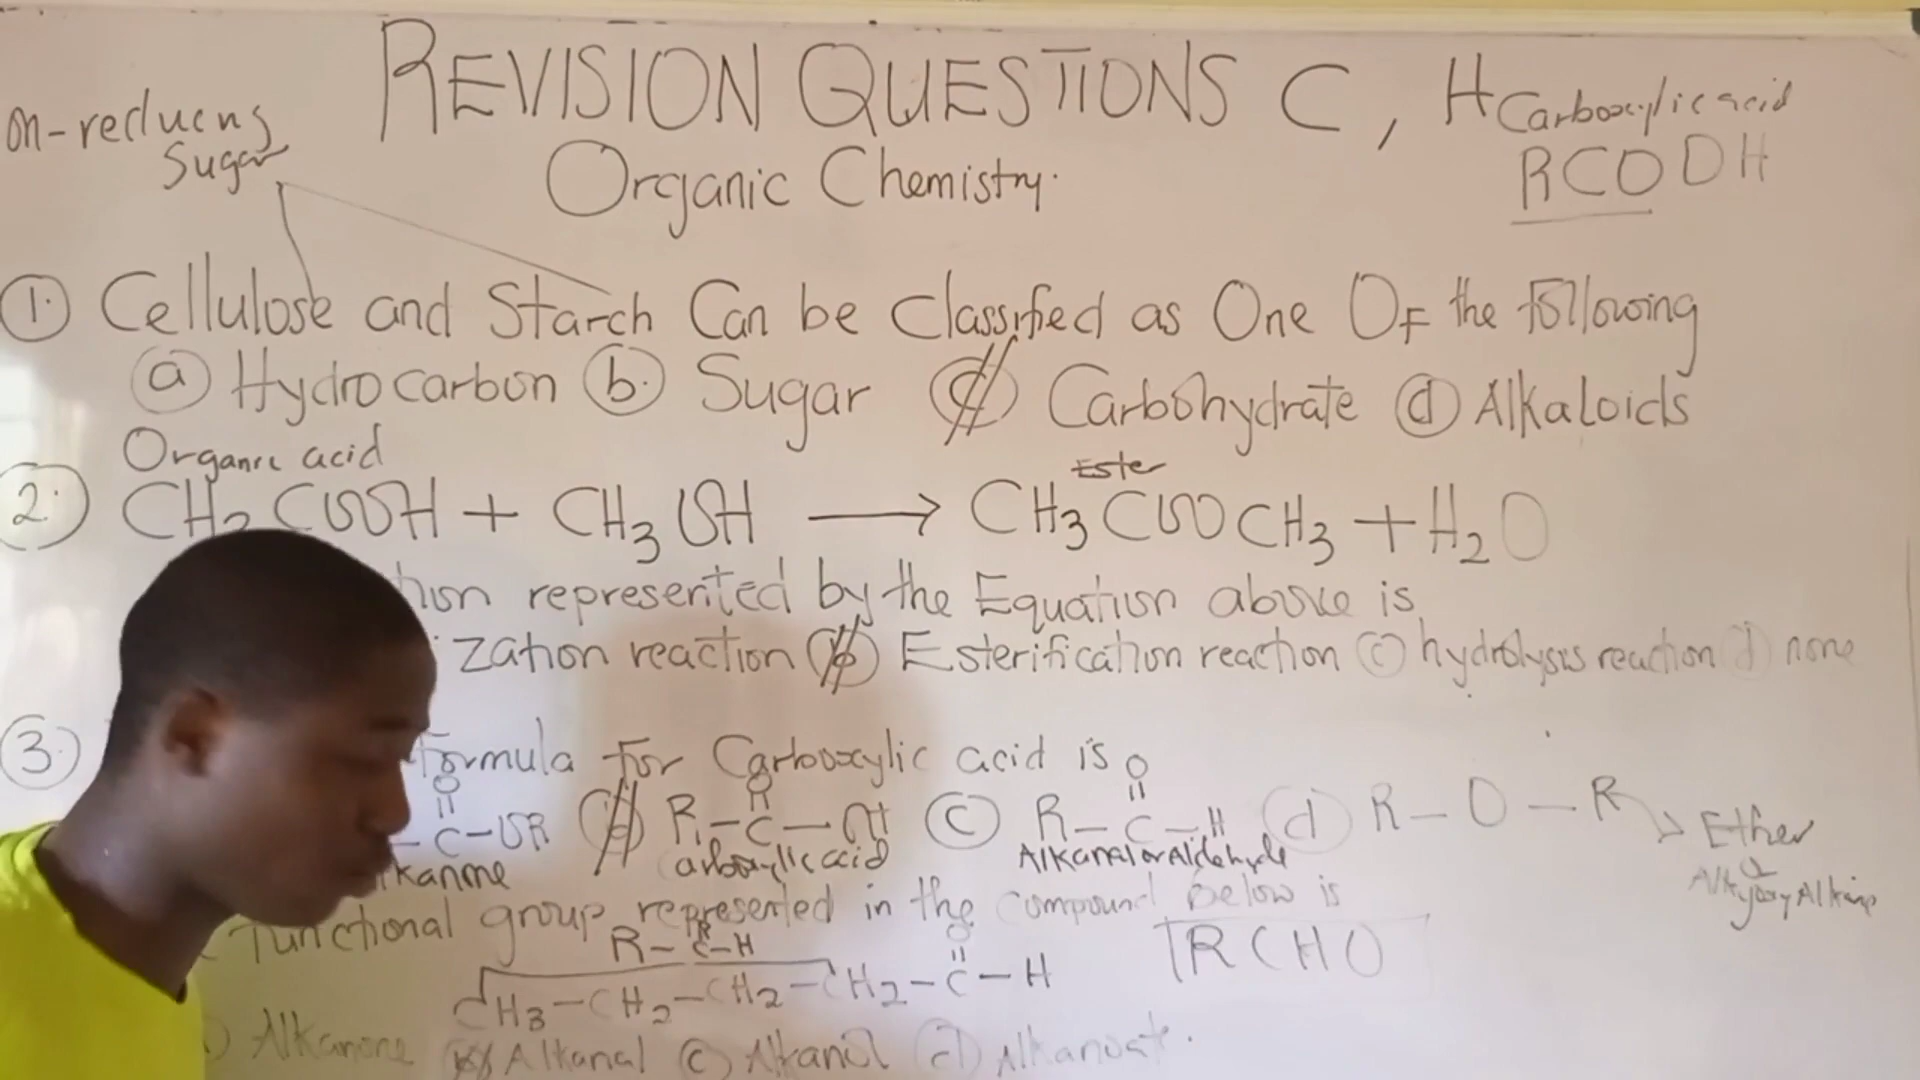 REVISION QUESTIONS C, H
on-reducng
Sugar
Carboxylic acid
RCOOH
Organic Chemistry.
1. Cellulose and Starch Can be Classified as One OF the following
a Hydrocarbon b. Sugar c Carbohydrate d Alkaloids
Organic acid
Ester
2. CH3COOH + CH3OH → CH3COOCH3 + H2O
tion represented by the Equation above is
zation reaction b Esterification reaction c hydrolysis reaction d none
3. formula for Carboxylic acid is
O O O
|| || ||
C-OR b R-C-OH c R-C-H d R-O-R → Ether
kanone Carboxylic acid Alkanal or Aldehyde
functional group represented in the compound below is
R-C-H
O
||
CH3-CH2-CH2-CH2-C-H
RCHO
) Alkanone b Alkanal c Alkanol d Alkanoate.